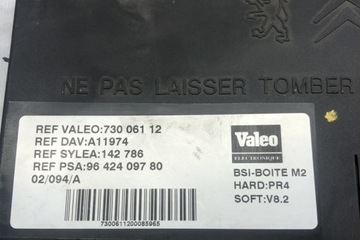 NE PAS LAISSER TOMBER
REF VALEO:730 061 12
REF DAV:A11974
REF SYLEA:142 786
REF PSA:96 424 097 80
02/094/A
Valeo
ELECTRONIQUE
BSI-BOITE M2
HARD:PR4
SOFT:V8.2
7300611200085965